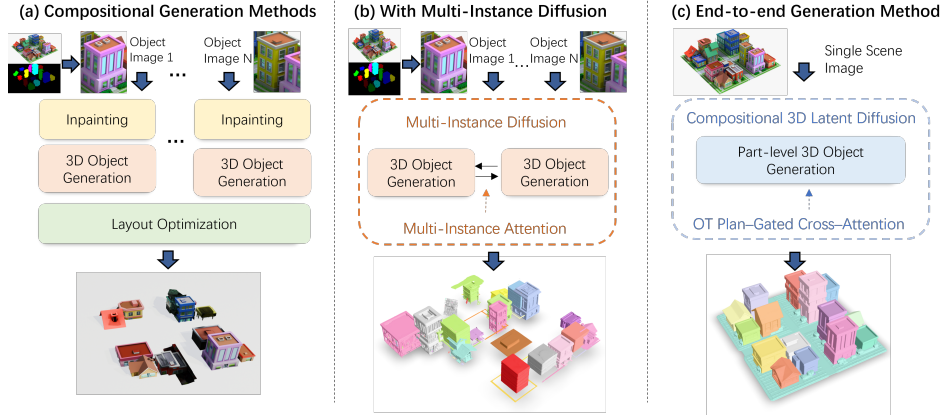 (a) Compositional Generation Methods
Object
Image 1
...
Object
Image N
Inpainting
...
Inpainting
3D Object
Generation
3D Object
Generation
Layout Optimization
(b) With Multi-Instance Diffusion
Object
Image 1
...
Object
Image N
Multi-Instance Diffusion
3D Object
Generation
3D Object
Generation
Multi-Instance Attention
(c) End-to-end Generation Method
Single Scene
Image
Compositional 3D Latent Diffusion
Part-level 3D Object
Generation
OT Plan–Gated Cross–Attention